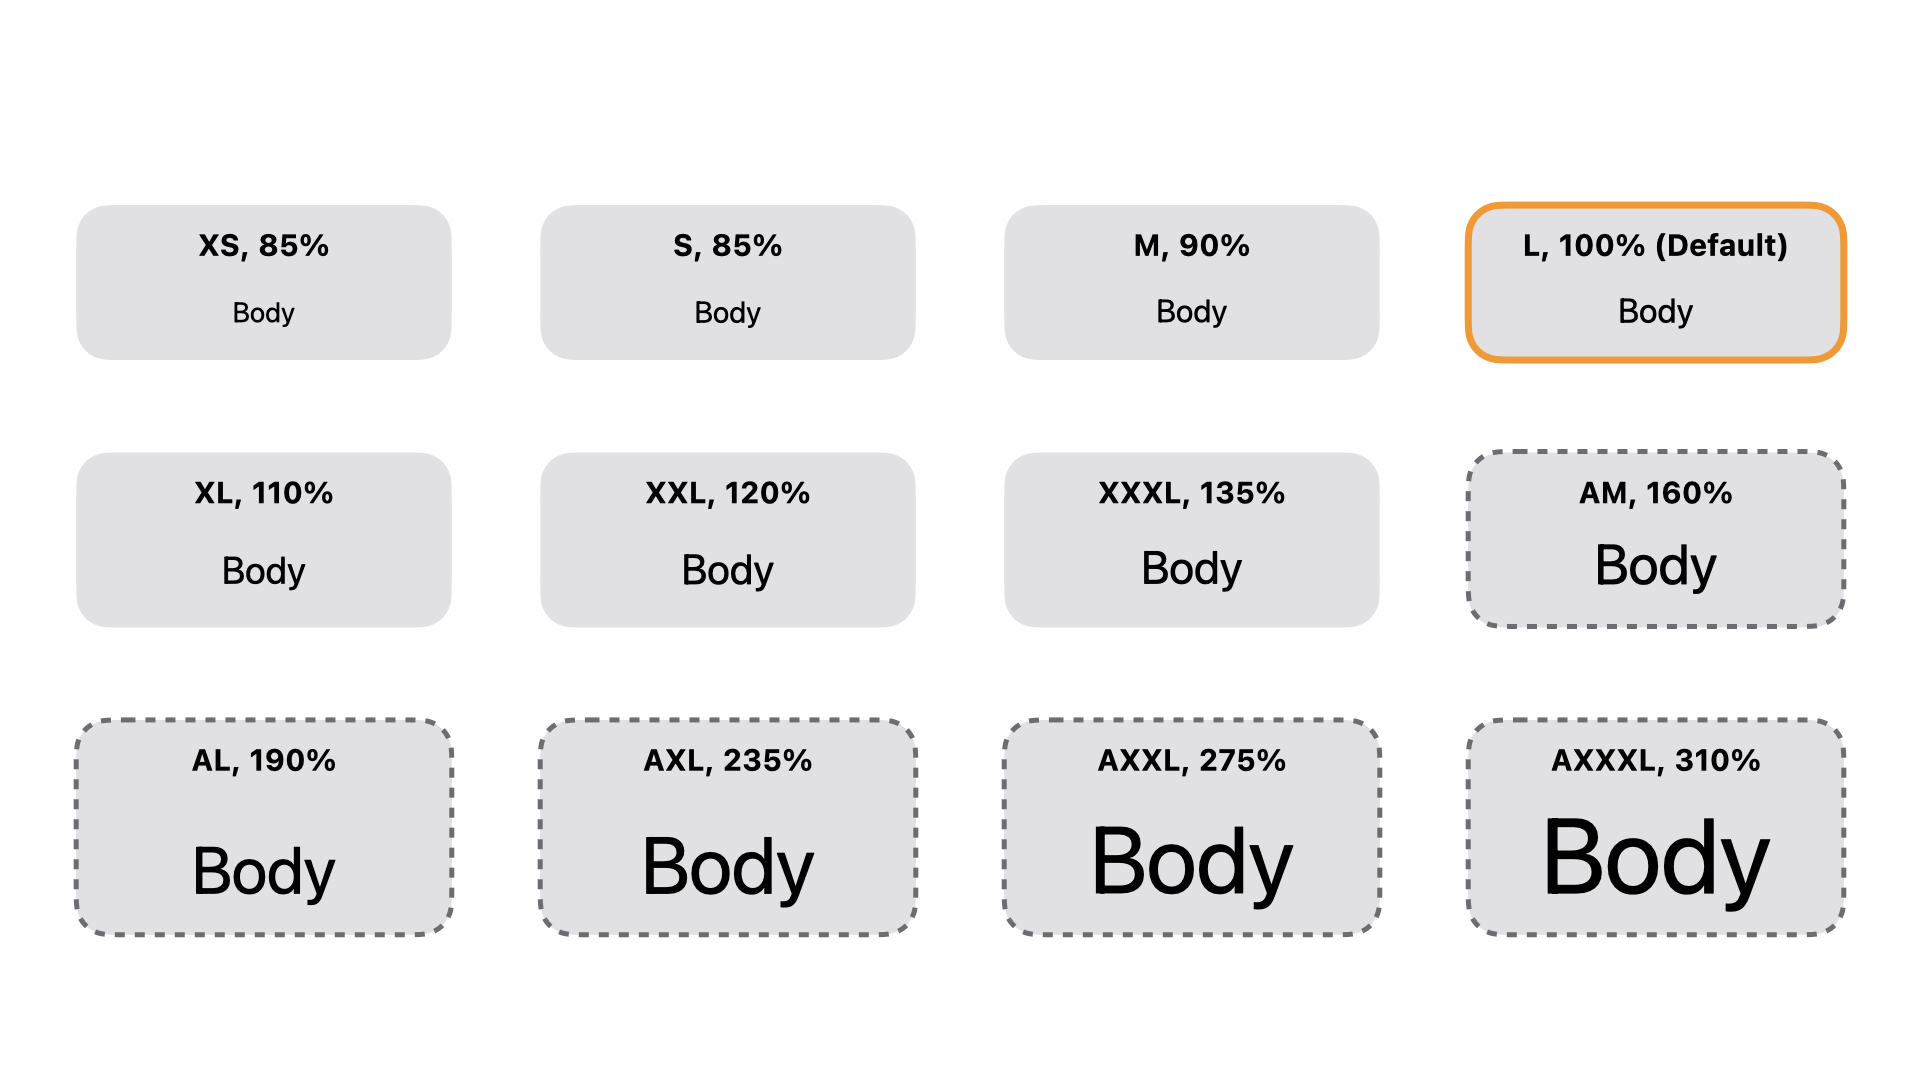 XS, 85%
Body
S, 85%
Body
M, 90%
Body
L, 100% (Default)
Body
XL, 110%
Body
XXL, 120%
Body
XXXL, 135%
Body
AM, 160%
Body
AL, 190%
Body
AXL, 235%
Body
AXXL, 275%
Body
AXXXL, 310%
Body